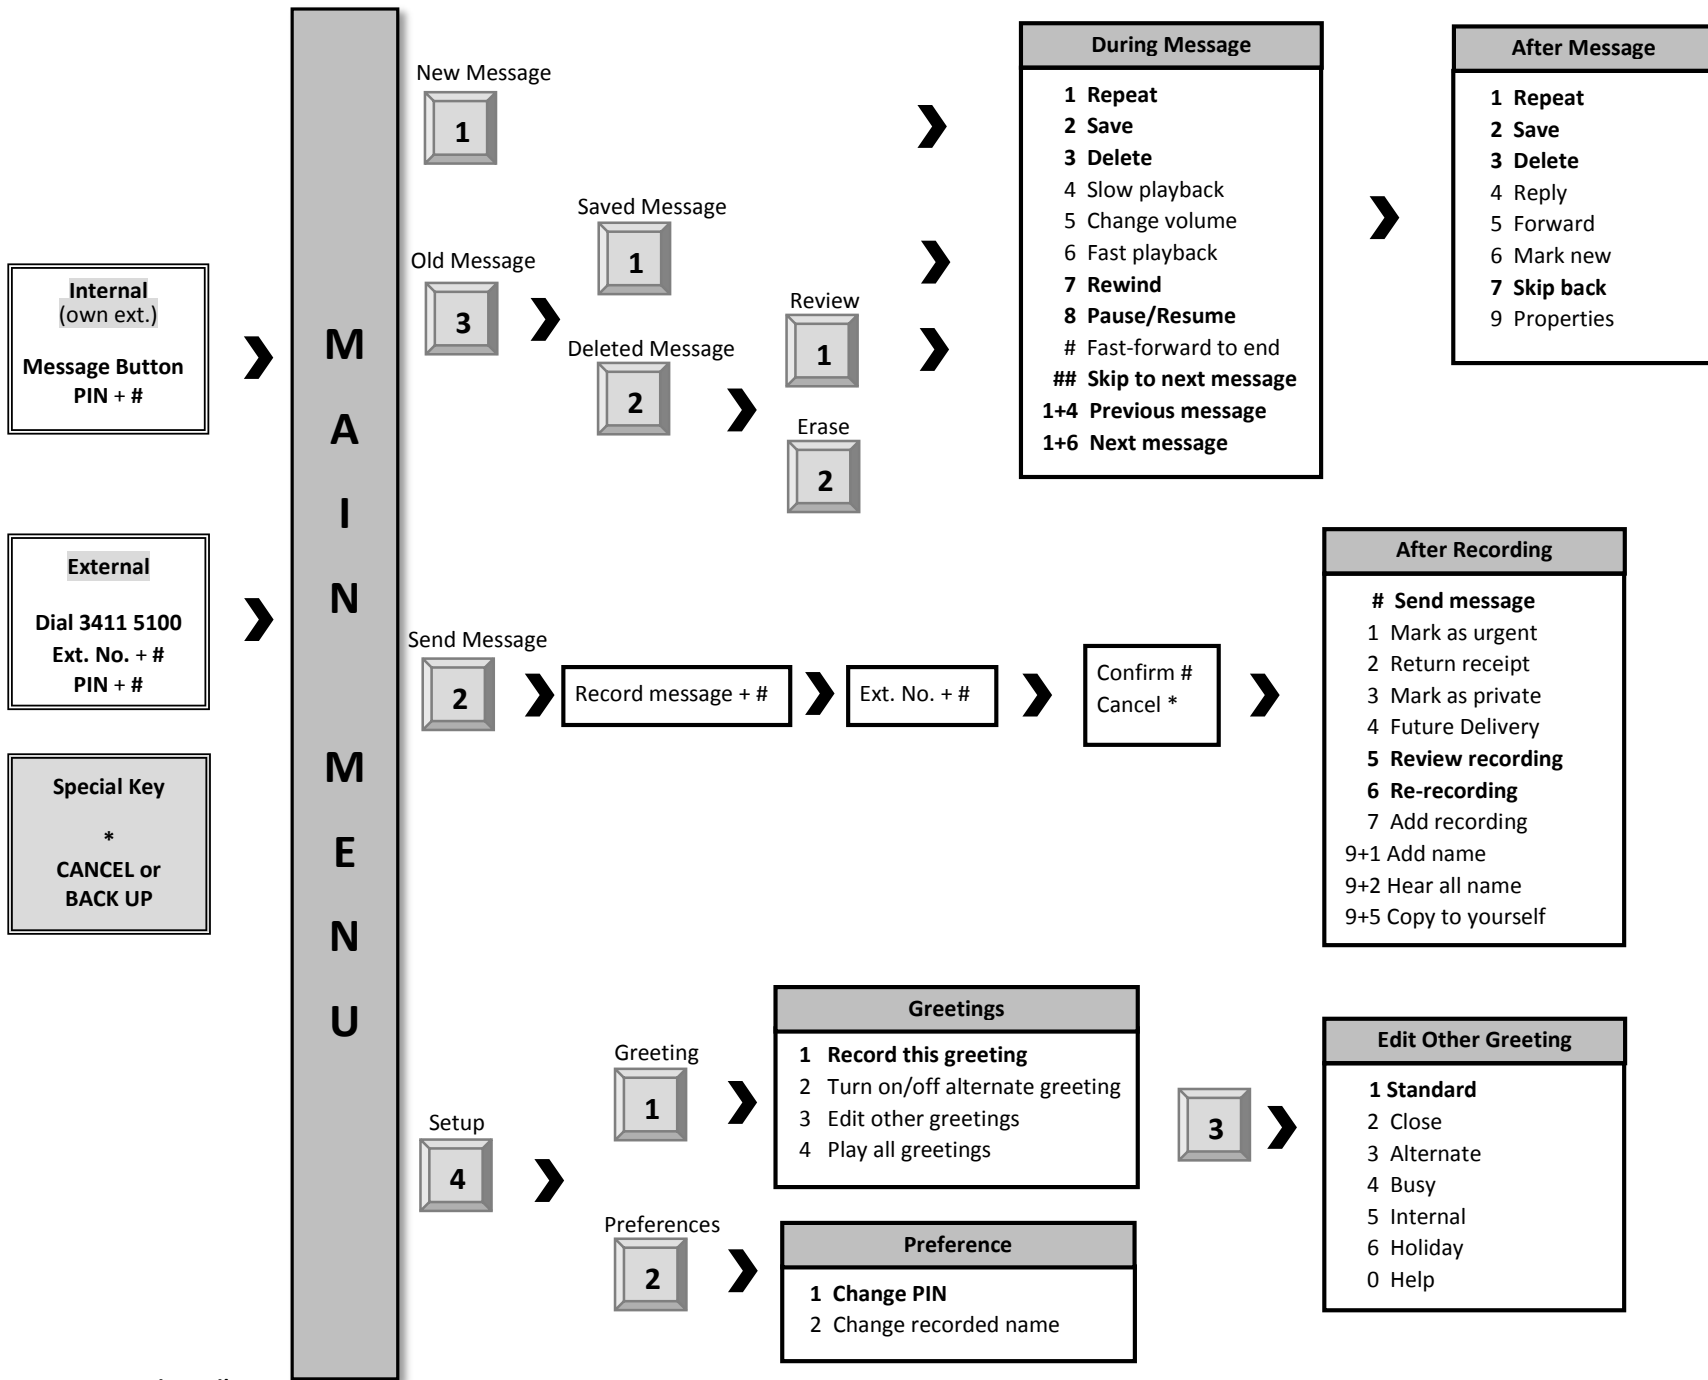 Internal
(own ext.)
Message Button
PIN + #
External
Dial 3411 5100
Ext. No. + #
PIN + #
Special Key
*
CANCEL or
BACK UP
M
A
I
N
M
E
N
U
New Message
1
Old Message
3
Saved Message
1
Deleted Message
2
Review
1
Erase
2
During Message
1 Repeat
2 Save
3 Delete
4 Slow playback
5 Change volume
6 Fast playback
7 Rewind
8 Pause/Resume
# Fast-forward to end
## Skip to next message
1+4 Previous message
1+6 Next message
After Message
1 Repeat
2 Save
3 Delete
4 Reply
5 Forward
6 Mark new
7 Skip back
9 Properties
Send Message
2
Record message + #
Ext. No. + #
Confirm #
Cancel *
After Recording
# Send message
1 Mark as urgent
2 Return receipt
3 Mark as private
4 Future Delivery
5 Review recording
6 Re-recording
7 Add recording
9+1 Add name
9+2 Hear all name
9+5 Copy to yourself
Setup
4
Greeting
1
Greetings
1 Record this greeting
2 Turn on/off alternate greeting
3 Edit other greetings
4 Play all greetings
3
Edit Other Greeting
1 Standard
2 Close
3 Alternate
4 Busy
5 Internal
6 Holiday
0 Help
Preferences
2
Preference
1 Change PIN
2 Change recorded name